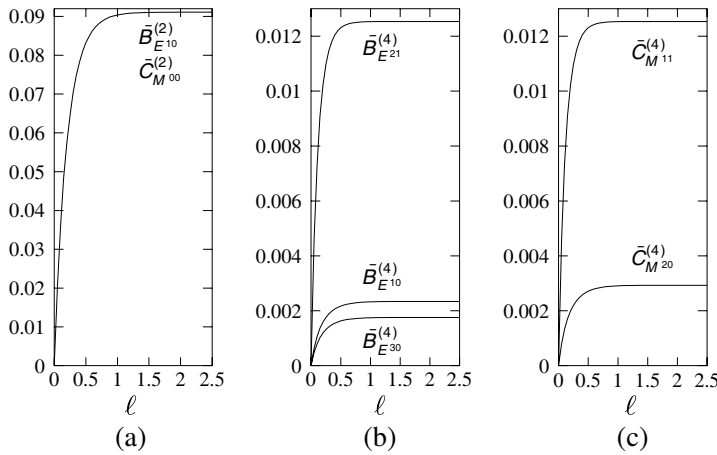 0.09
0.08
0.07
0.06
0.05
0.04
0.03
0.02
0.01
0
0 0.5 1 1.5 2 2.5
B̄_{E^{10}}^{(2)}
C̄_{M^{00}}^{(2)}
ℓ
(a)
0.012
0.01
0.008
0.006
0.004
0.002
0
0 0.5 1 1.5 2 2.5
B̄_{E^{21}}^{(4)}
B̄_{E^{10}}^{(4)}
B̄_{E^{30}}^{(4)}
ℓ
(b)
0.012
0.01
0.008
0.006
0.004
0.002
0
0 0.5 1 1.5 2 2.5
C̄_{M^{11}}^{(4)}
C̄_{M^{20}}^{(4)}
ℓ
(c)